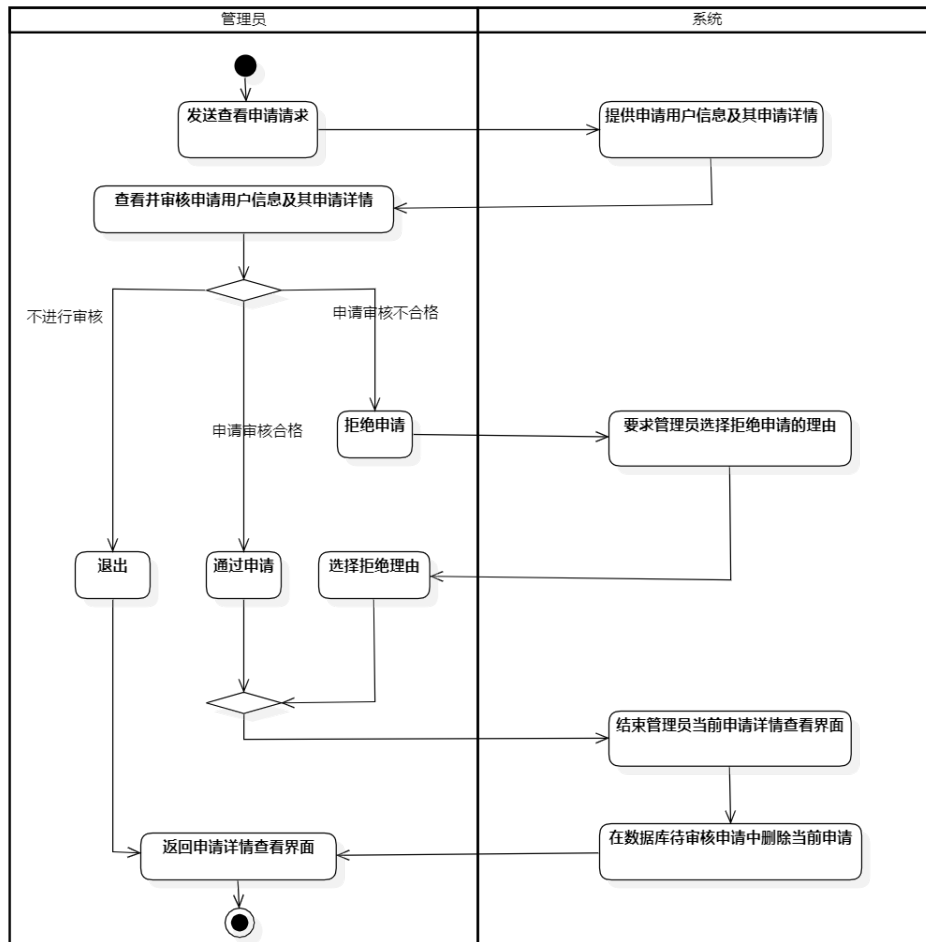 管理员
系统
发送查看申请请求
提供申请用户信息及其申请详情
查看并审核申请用户信息及其申请详情
不进行审核
申请审核不合格
申请审核合格
拒绝申请
要求管理员选择拒绝申请的理由
退出
通过申请
选择拒绝理由
结束管理员当前申请详情查看界面
在数据库待审核申请中删除当前申请
返回申请详情查看界面